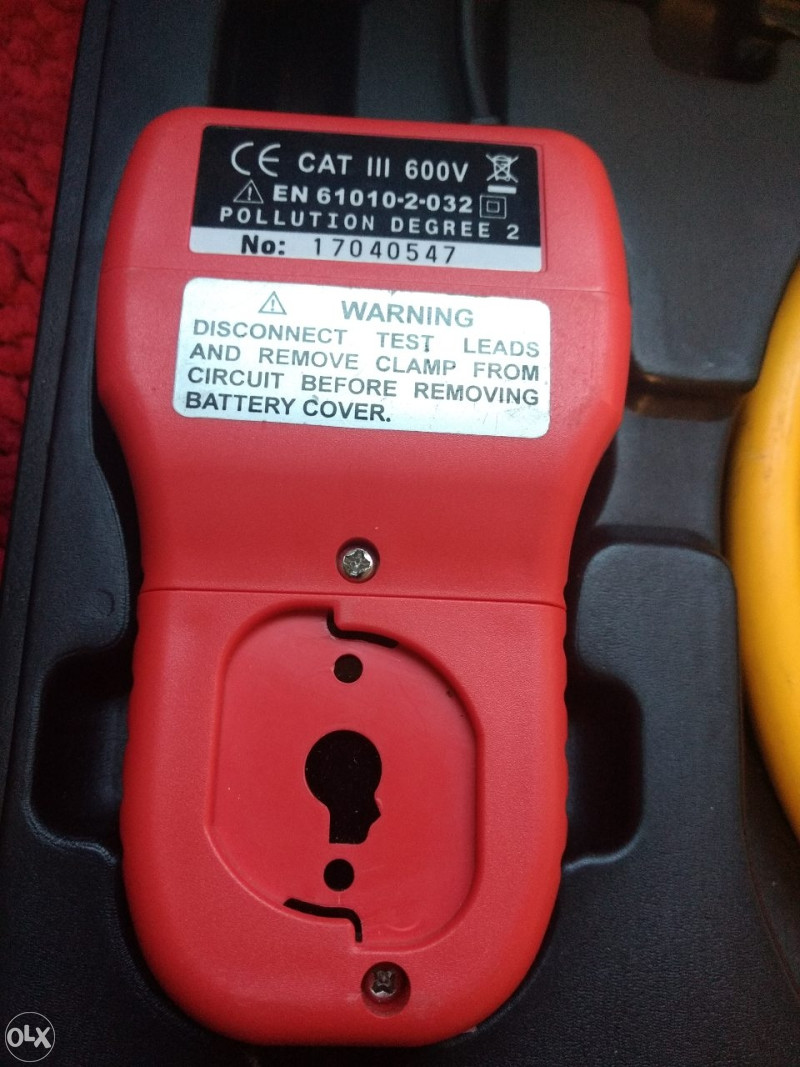 CE CAT III 600V
EN 61010-2-032
POLLUTION DEGREE 2
No: 17040547
WARNING
DISCONNECT TEST LEADS
AND REMOVE CLAMP FROM
CIRCUIT BEFORE REMOVING
BATTERY COVER.
OLX